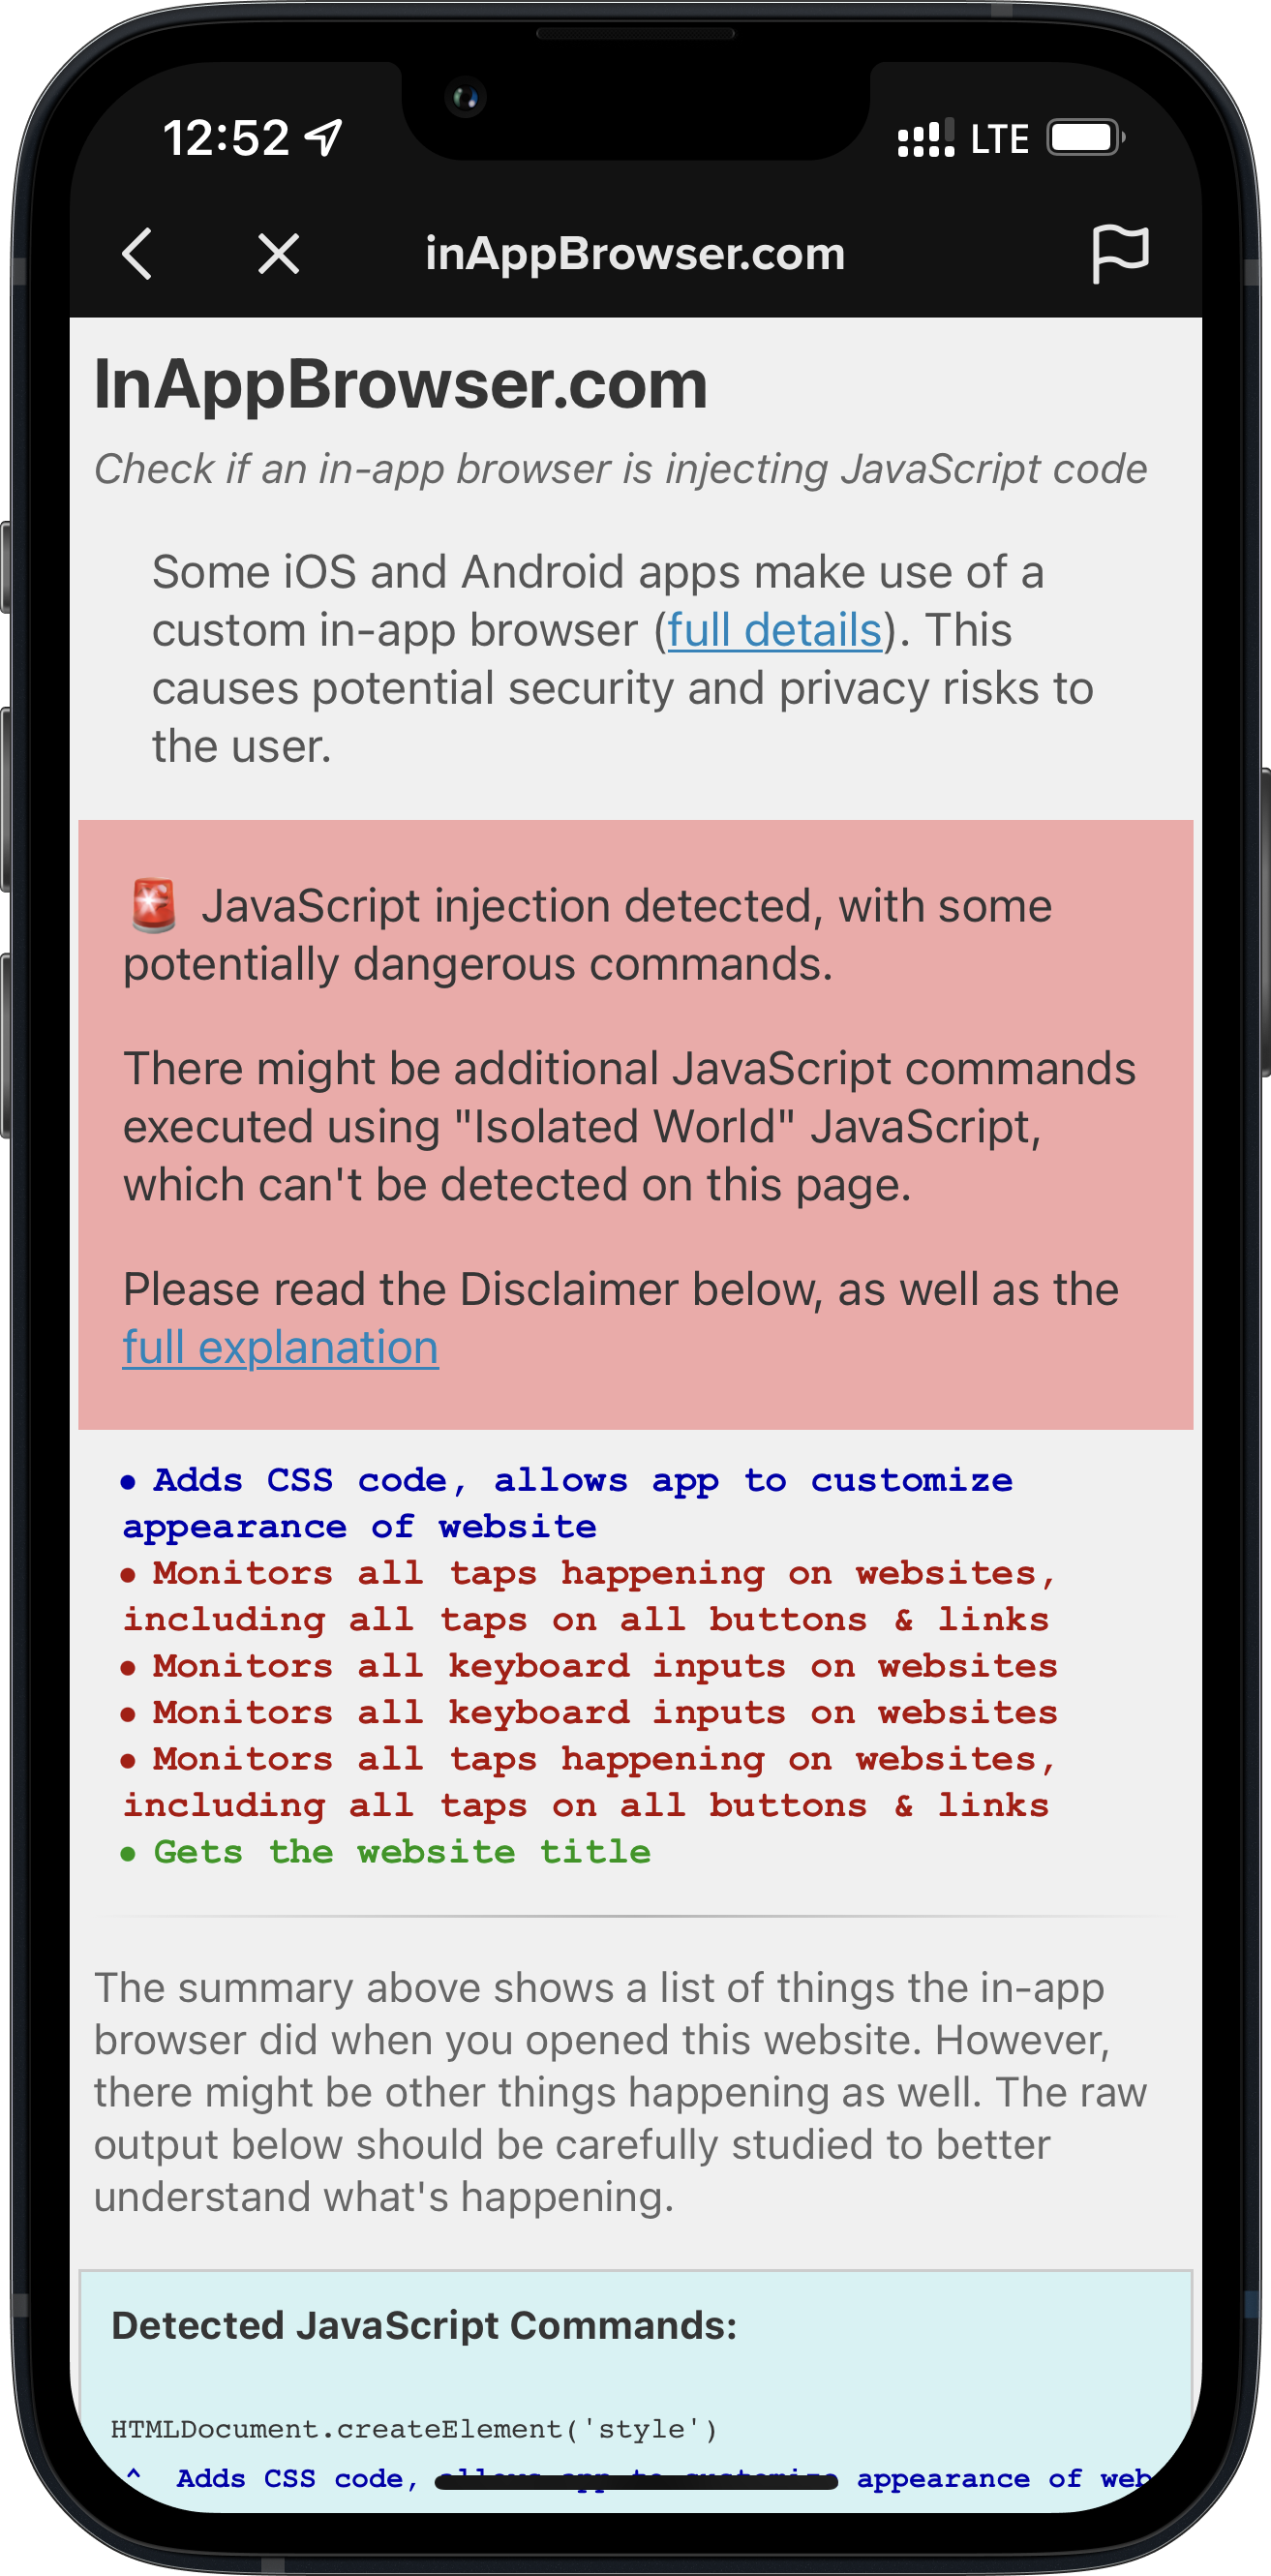 12:52 LTE
inAppBrowser.com
InAppBrowser.com
Check if an in-app browser is injecting JavaScript code
Some iOS and Android apps make use of a
custom in-app browser (full details). This
causes potential security and privacy risks to
the user.
🚨 JavaScript injection detected, with some
potentially dangerous commands.
There might be additional JavaScript commands
executed using "Isolated World" JavaScript,
which can't be detected on this page.
Please read the Disclaimer below, as well as the
full explanation
• Adds CSS code, allows app to customize
appearance of website
• Monitors all taps happening on websites,
including all taps on all buttons & links
• Monitors all keyboard inputs on websites
• Monitors all keyboard inputs on websites
• Monitors all taps happening on websites,
including all taps on all buttons & links
• Gets the website title
The summary above shows a list of things the in-app
browser did when you opened this website. However,
there might be other things happening as well. The raw
output below should be carefully studied to better
understand what's happening.
Detected JavaScript Commands:
HTMLDocument.createElement('style')
^ Adds CSS code, allows app to customize appearance of web